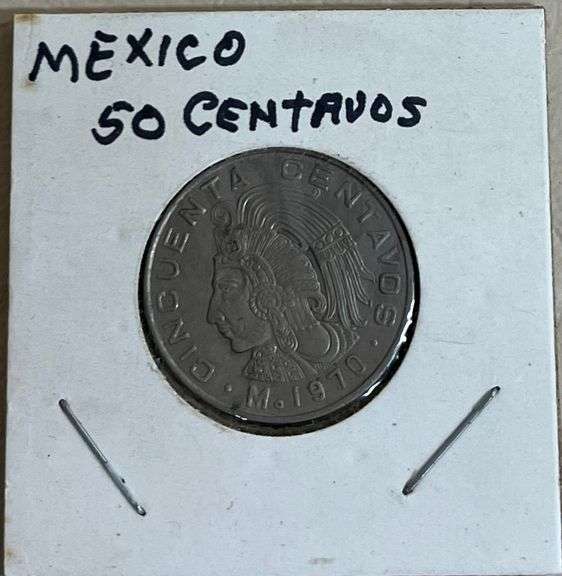 MEXICO
50 CENTAVOS
CINCUENTA CENTAVOS
M. 1970